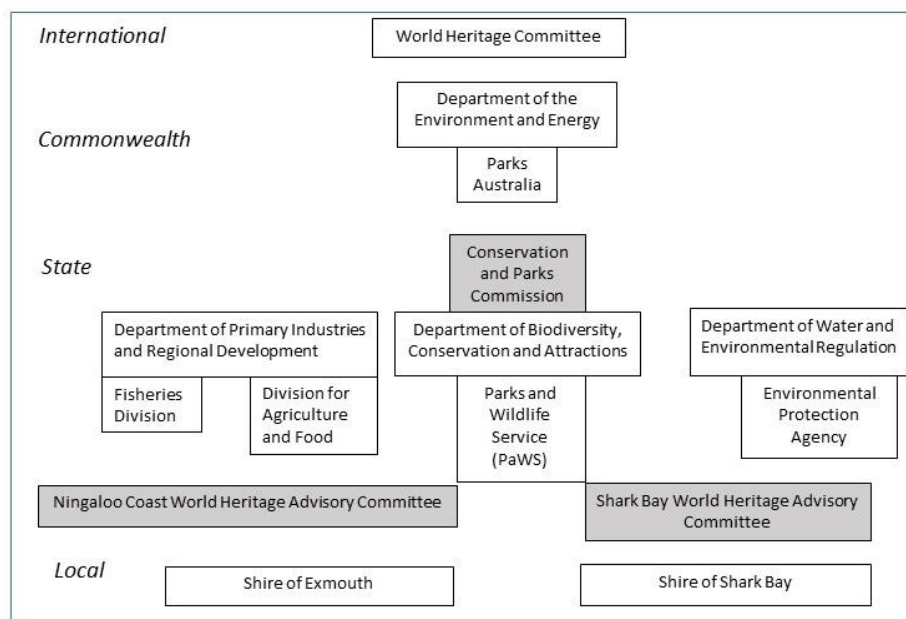 International
World Heritage Committee
Commonwealth
Department of the
Environment and Energy
Parks
Australia
State
Conservation
and Parks
Commission
Department of Primary Industries
and Regional Development
Department of Biodiversity,
Conservation and Attractions
Department of Water and
Environmental Regulation
Fisheries
Division
Division for
Agriculture
and Food
Parks and
Wildlife
Service
(PaWS)
Environmental
Protection
Agency
Ningaloo Coast World Heritage Advisory Committee
Shark Bay World Heritage Advisory
Committee
Local
Shire of Exmouth
Shire of Shark Bay